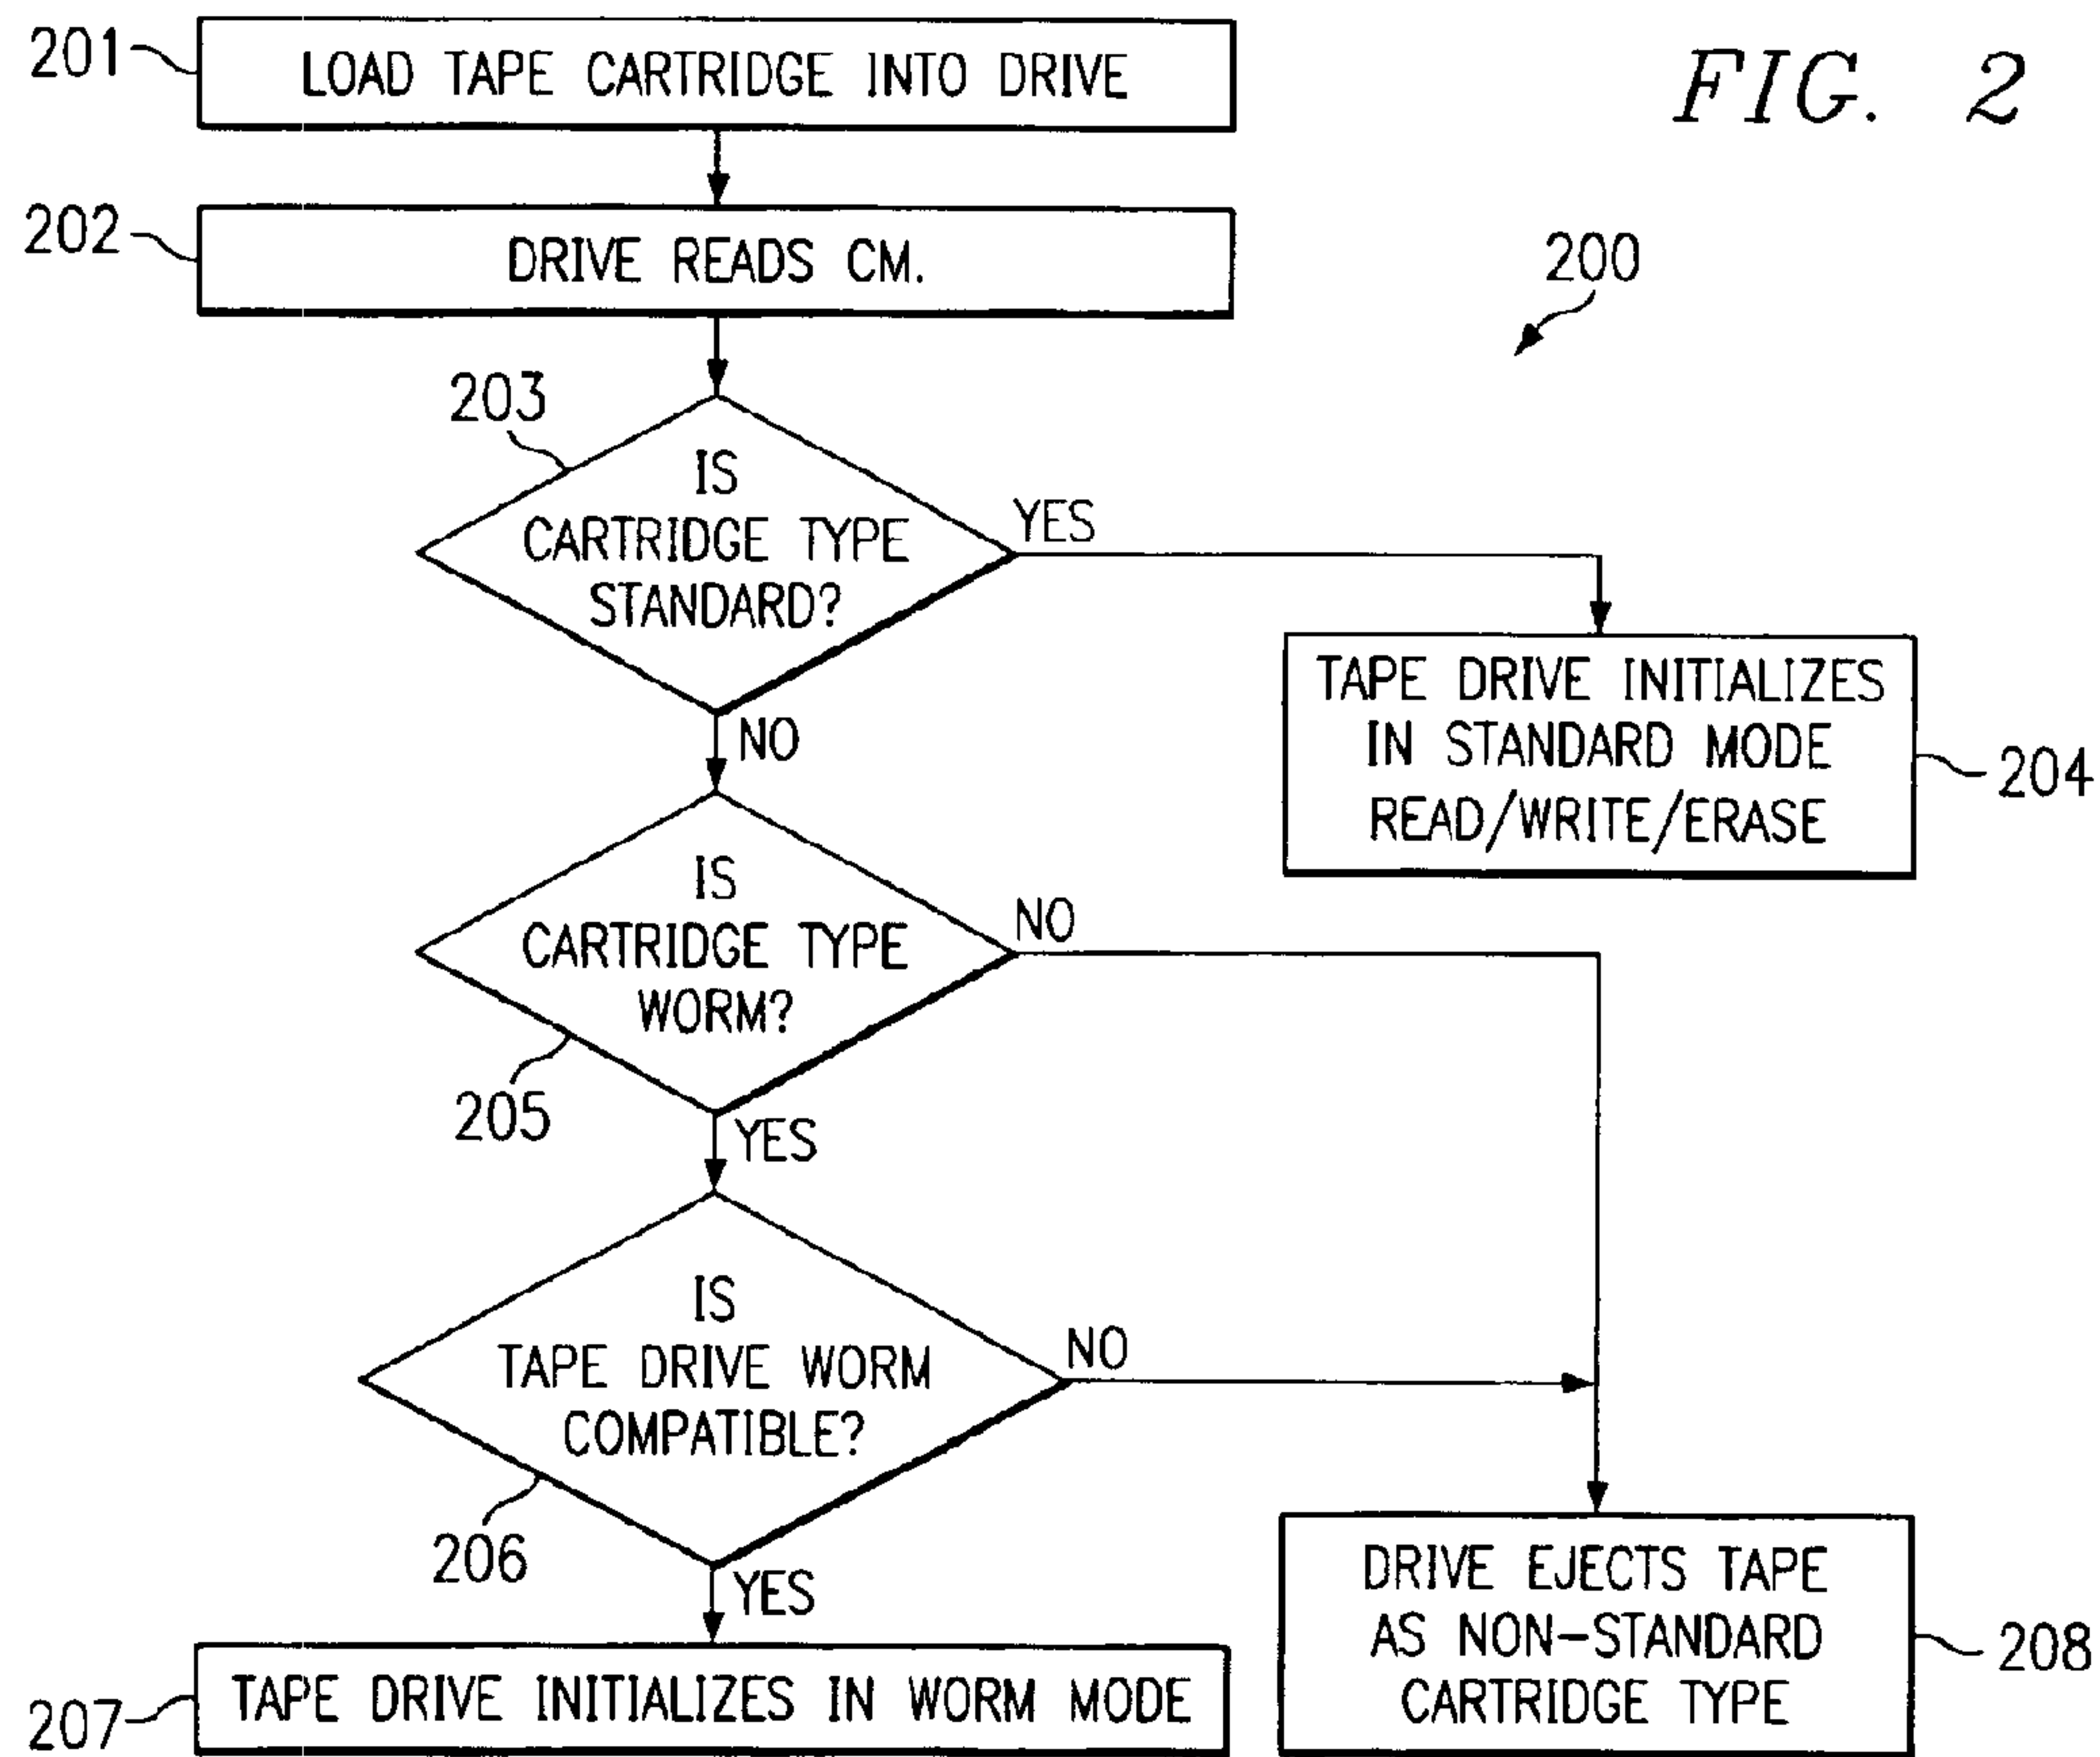 FIG. 2
200
201
LOAD TAPE CARTRIDGE INTO DRIVE
202
DRIVE READS CM.
203
IS
CARTRIDGE TYPE
STANDARD?
YES
NO
TAPE DRIVE INITIALIZES
IN STANDARD MODE
READ/WRITE/ERASE
204
IS
CARTRIDGE TYPE
WORM?
NO
205
YES
IS
TAPE DRIVE WORM
COMPATIBLE?
NO
206
YES
207
TAPE DRIVE INITIALIZES IN WORM MODE
DRIVE EJECTS TAPE
AS NON-STANDARD
CARTRIDGE TYPE
208